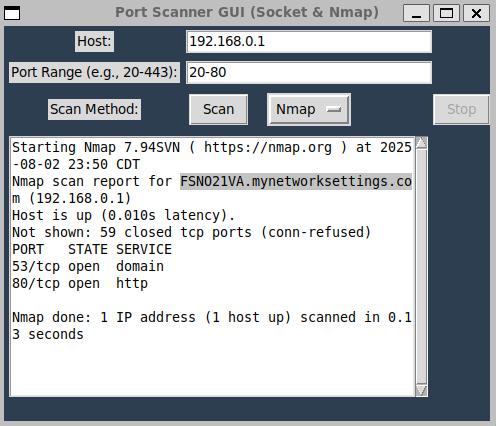 Port Scanner GUI (Socket & Nmap)
Host: 192.168.0.1
Port Range (e.g., 20-443): 20-80
Scan Method: Scan Nmap Stop
Starting Nmap 7.94SVN ( https://nmap.org ) at 2025
-08-02 23:50 CDT
Nmap scan report for FSNO21VA.mynetworksettings.co
m (192.168.0.1)
Host is up (0.010s latency).
Not shown: 59 closed tcp ports (conn-refused)
PORT   STATE SERVICE
53/tcp open  domain
80/tcp open  http
Nmap done: 1 IP address (1 host up) scanned in 0.1
3 seconds